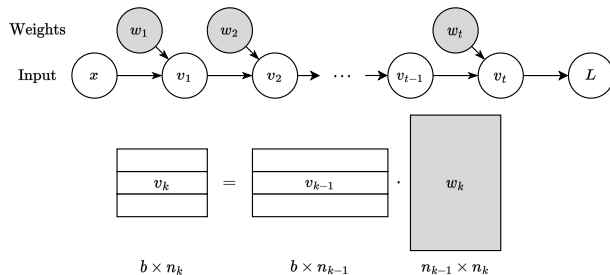 Weights w₁ w₂ wₜ
Input x v₁ v₂ ⋯ vₜ₋₁ vₜ L
vₖ = vₖ₋₁ · wₖ
b × nₖ b × nₖ₋₁ nₖ₋₁ × nₖ